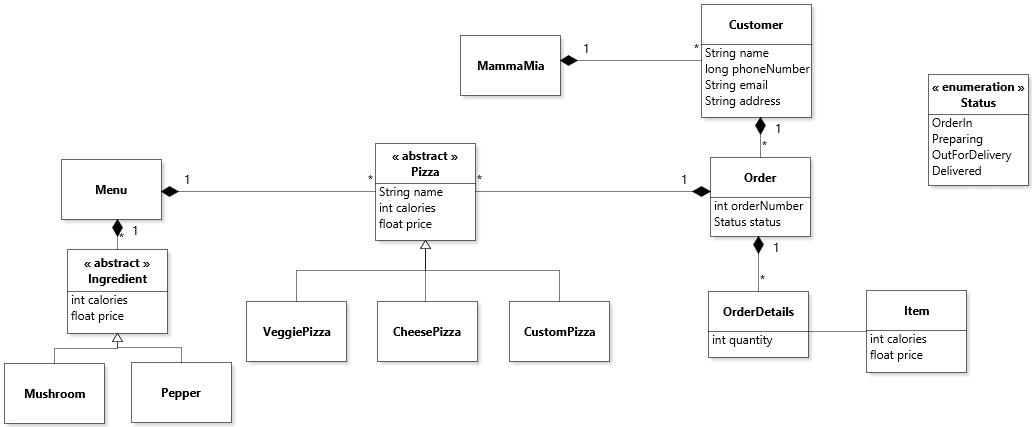 Customer
String name
long phoneNumber
String email
String address
MammaMia
1
*
« enumeration »
Status
OrderIn
Preparing
OutForDelivery
Delivered
1
*
« abstract »
Pizza
String name
int calories
float price
Menu
1
*
*
1
Order
int orderNumber
Status status
1
*
« abstract »
Ingredient
int calories
float price
1
*
OrderDetails
int quantity
Item
int calories
float price
VeggiePizza
CheesePizza
CustomPizza
Mushroom
Pepper